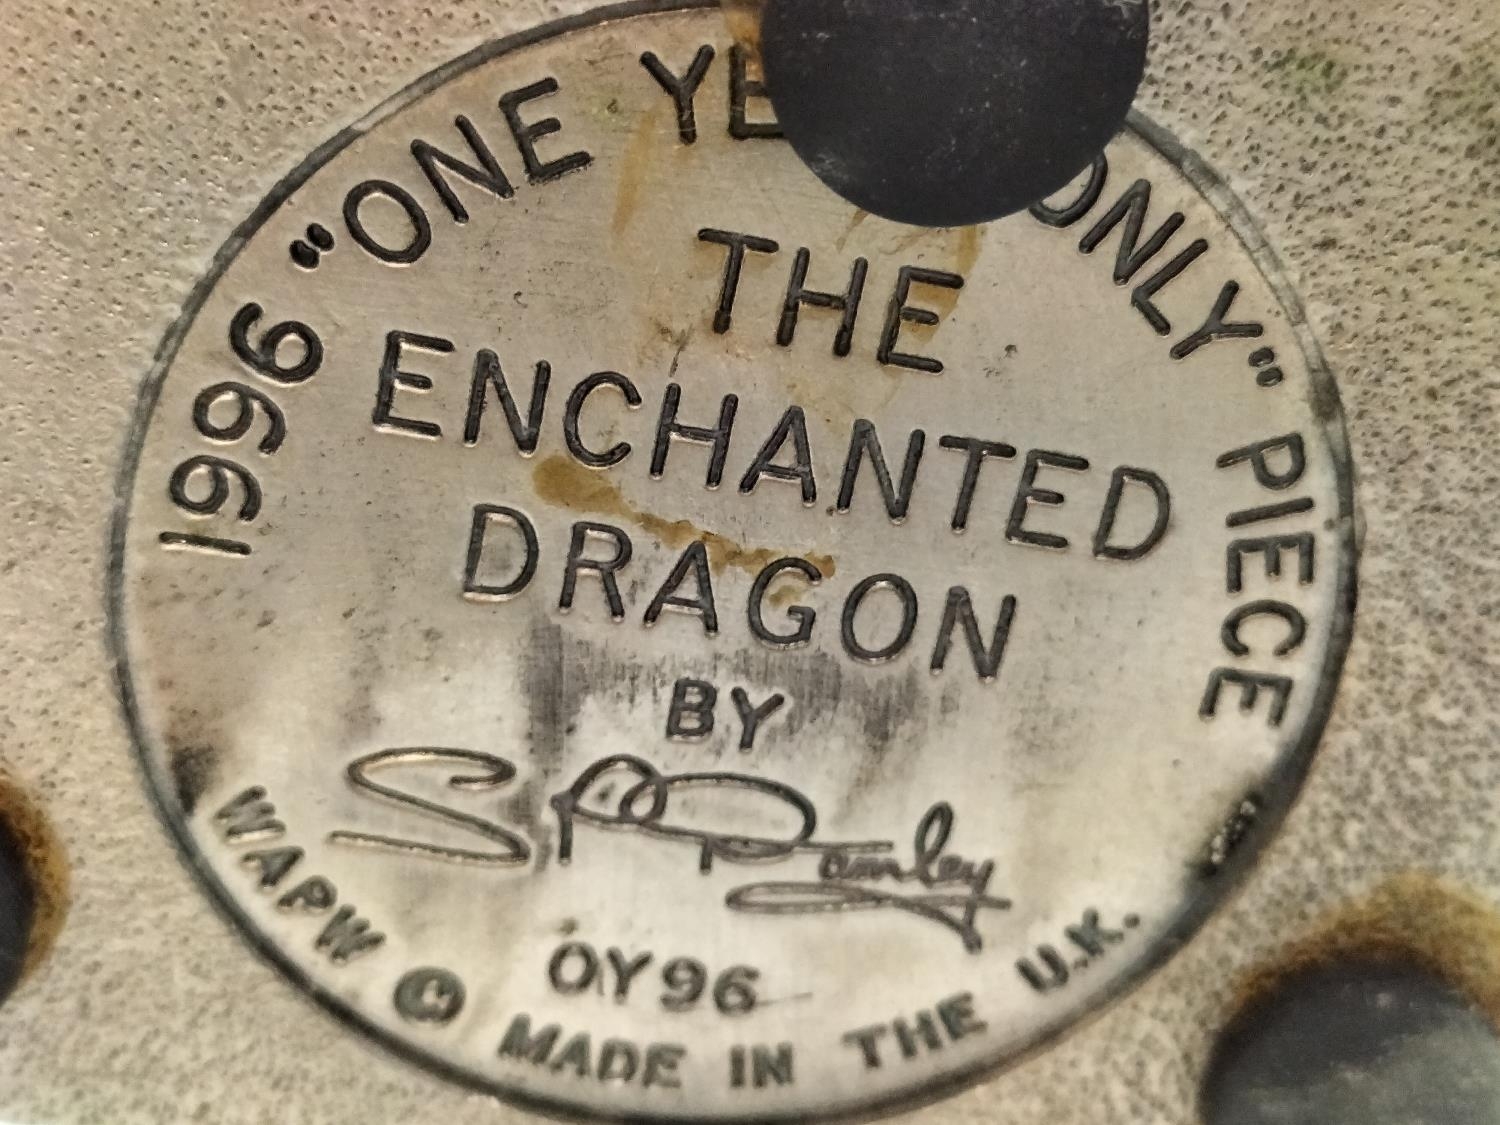 1996 "ONE YE ONLY" PIECE
THE
ENCHANTED
DRAGON
BY
OY96
WAPW © MADE IN THE U.K.